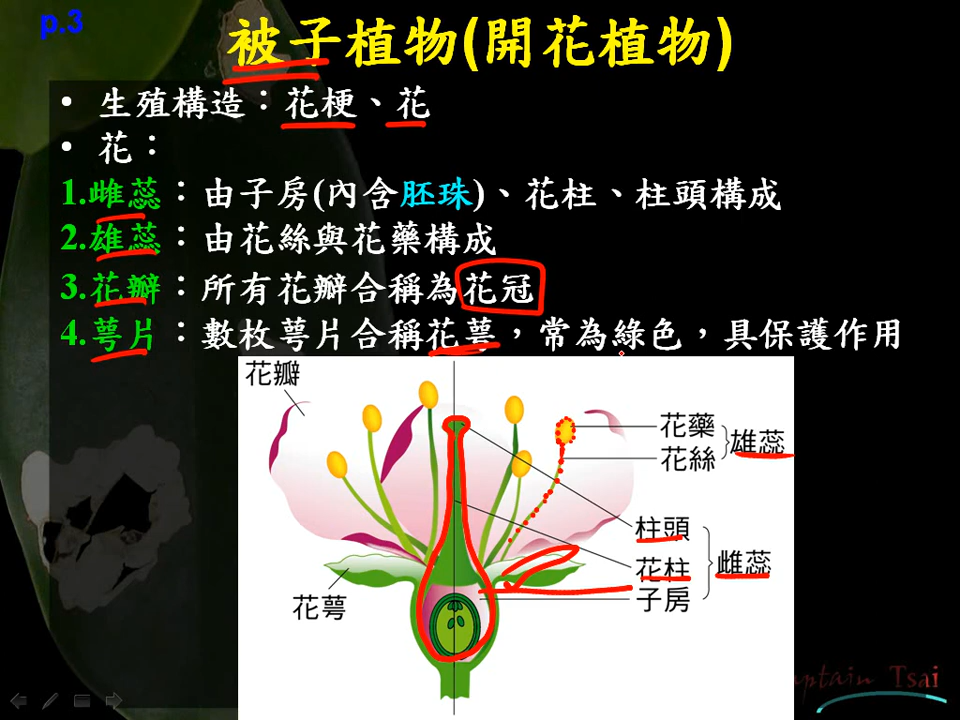 p.3
被子植物(開花植物)
• 生殖構造：花梗、花
• 花：
1.雌蕊：由子房(內含胚珠)、花柱、柱頭構成
2.雄蕊：由花絲與花藥構成
3.花瓣：所有花瓣合稱為花冠
4.萼片：數枚萼片合稱花萼，常為綠色，具保護作用
花瓣
花藥
花絲
雄蕊
柱頭
花柱
子房
雌蕊
花萼
Captain Tsai